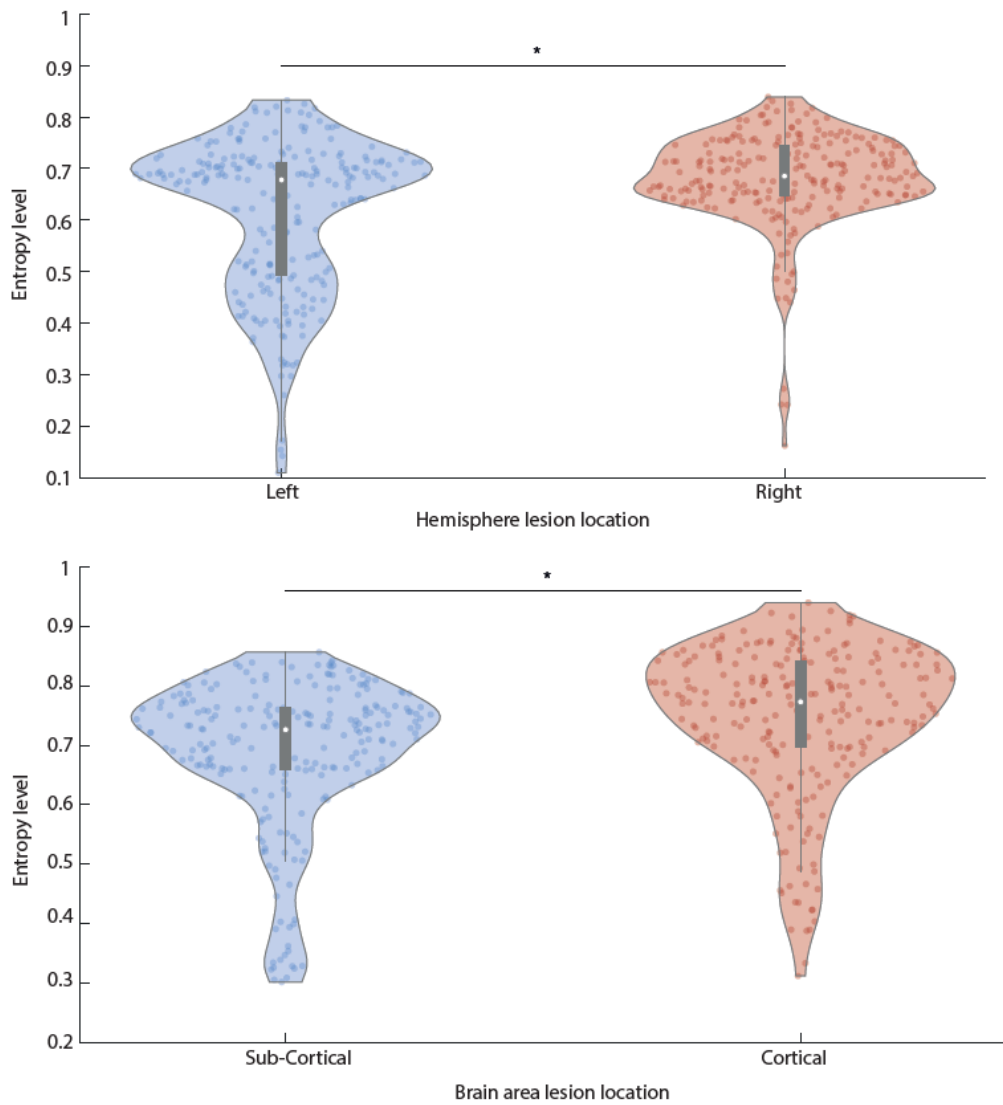 1
*
0.9
0.8
0.7
0.6
0.5
0.4
0.3
0.2
0.1
Entropy level
Left
Right
Hemisphere lesion location
1
*
0.9
0.8
0.7
0.6
0.5
0.4
0.3
0.2
Entropy level
Sub-Cortical
Cortical
Brain area lesion location